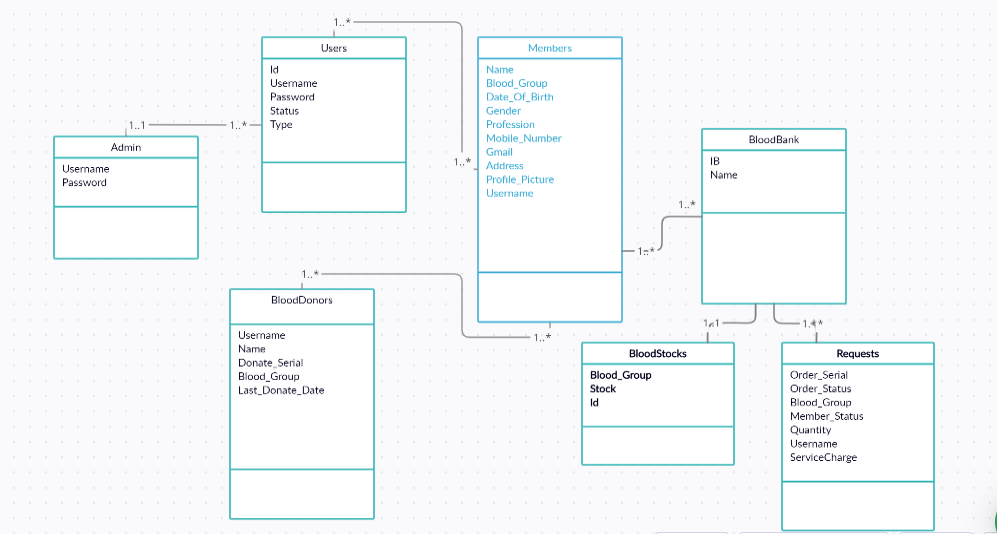 1..*
Users
Id
Username
Password
Status
Type
1..1
1..*
Admin
Username
Password
Members
Name
Blood_Group
Date_Of_Birth
Gender
Profession
Mobile_Number
Gmail
Address
Profile_Picture
Username
1..*
BloodBank
IB
Name
1..*
1..*
1..*
BloodDonors
Username
Name
Donate_Serial
Blood_Group
Last_Donate_Date
1..*
1..1
BloodStocks
Blood_Group
Stock
Id
Requests
Order_Serial
Order_Status
Blood_Group
Member_Status
Quantity
Username
ServiceCharge